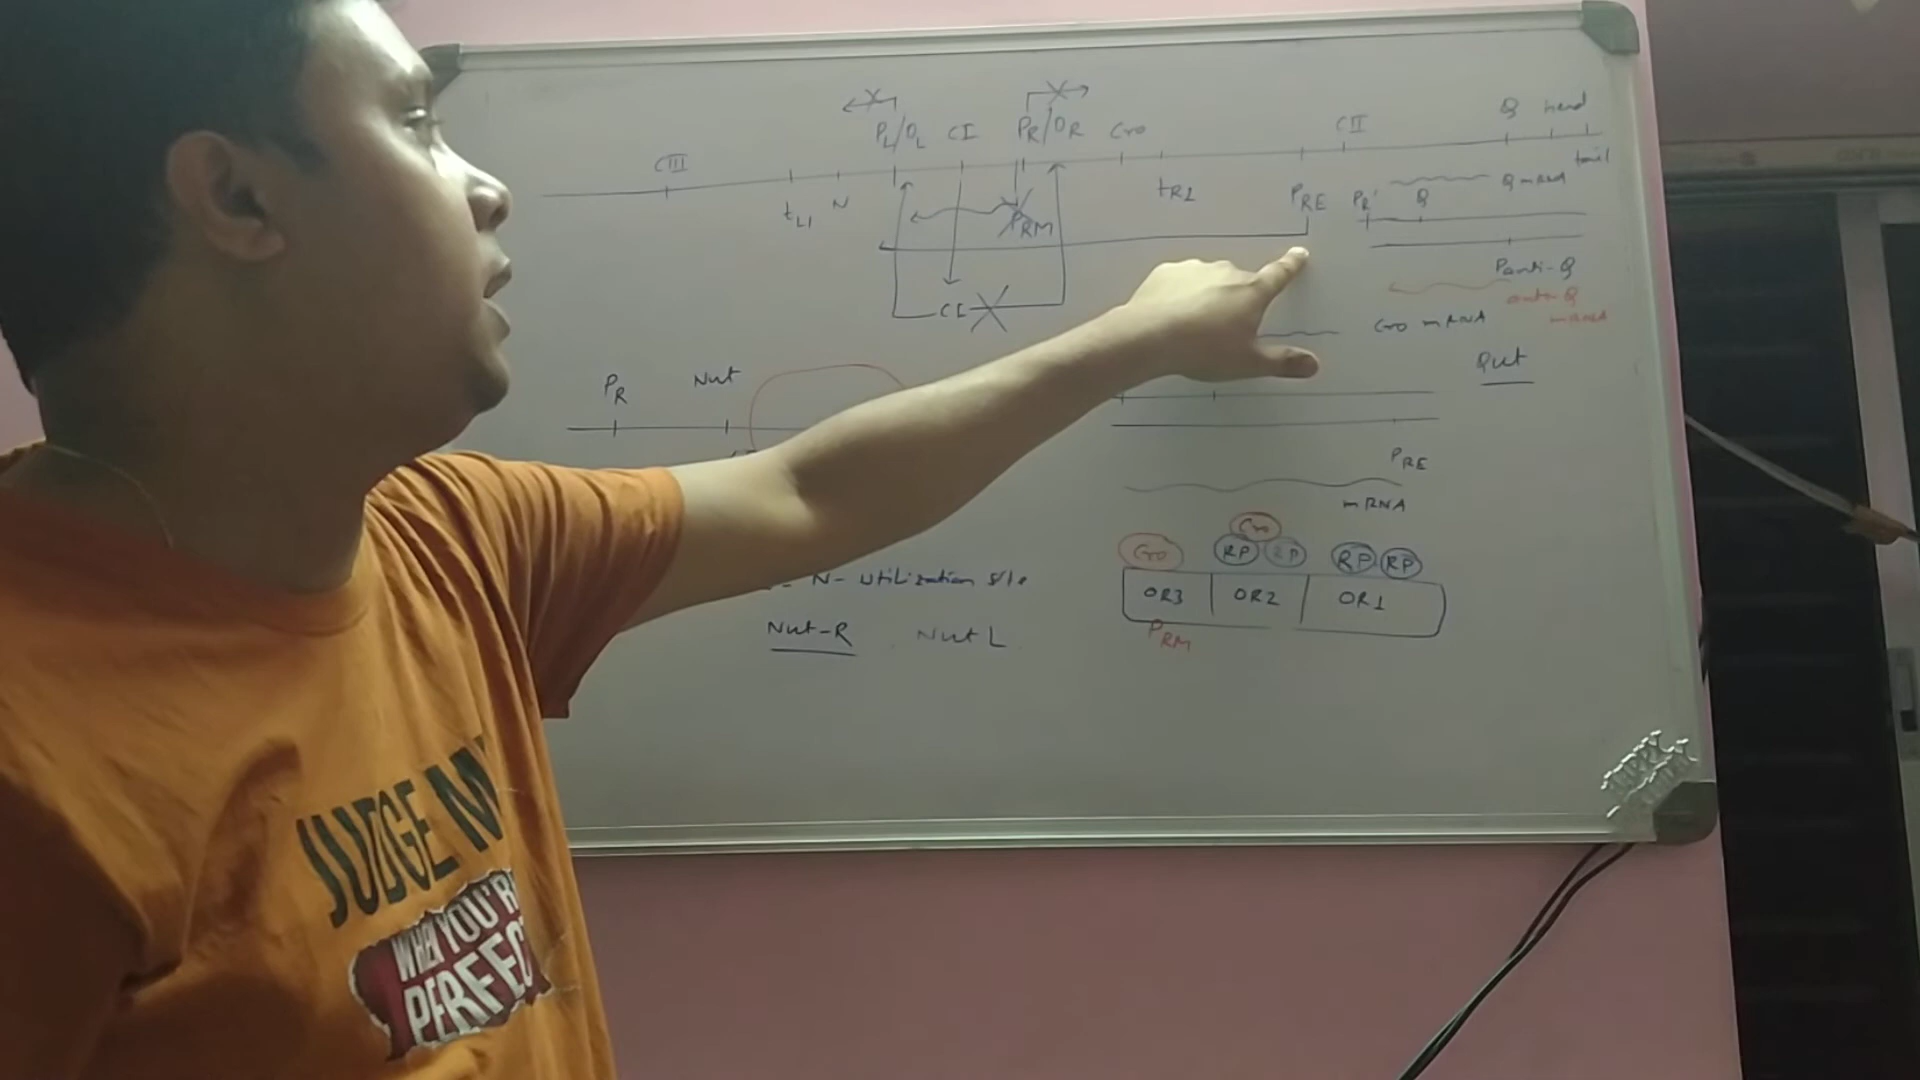 CIII
PL/OL CI PR/OR Cro
CII
Q head
tail
tL1 N
PRM
tR2
PRE
PR' Q
Q mRNA
CI
Panti-Q
anti-Q
mRNA
Cro mRNA
Qut
PR Nut
PRE
mRNA
Cro
Cro RP RP RP RP
OR3 OR2 OR1
PRM
N- utilization site
Nut-R Nut L
JUDGE M
WHEN YOU'R
PERFEC